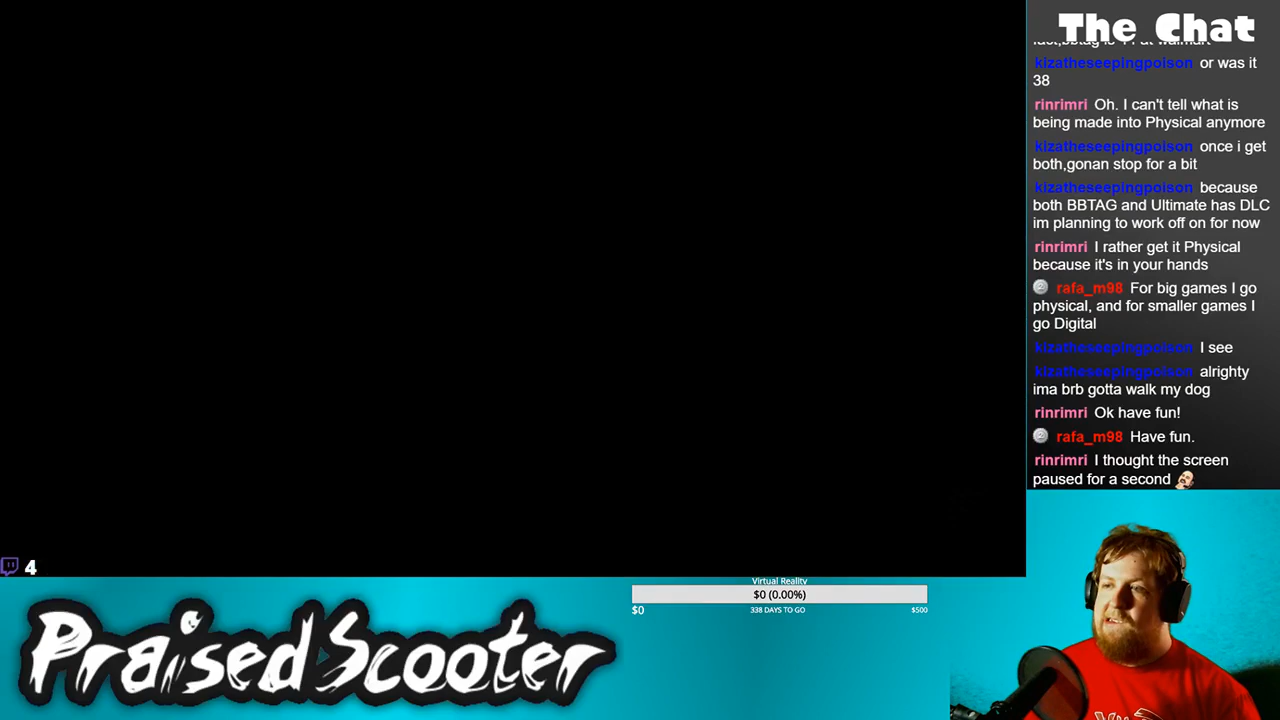 The Chat
kizatheseepingpoison or was it
38
rinrimri Oh. I can't tell what is
being made into Physical anymore
kizatheseepingpoison once i get
both,gonan stop for a bit
kizatheseepingpoison because
both BBTAG and Ultimate has DLC
im planning to work off on for now
rinrimri I rather get it Physical
because it's in your hands
rafa_m98 For big games I go
physical, and for smaller games I
go Digital
kizatheseepingpoison I see
kizatheseepingpoison alrighty
ima brb gotta walk my dog
rinrimri Ok have fun!
rafa_m98 Have fun.
rinrimri I thought the screen
paused for a second
4
Virtual Reality
$0 (0.00%)
$0 338 DAYS TO GO $500
PraisedScooter